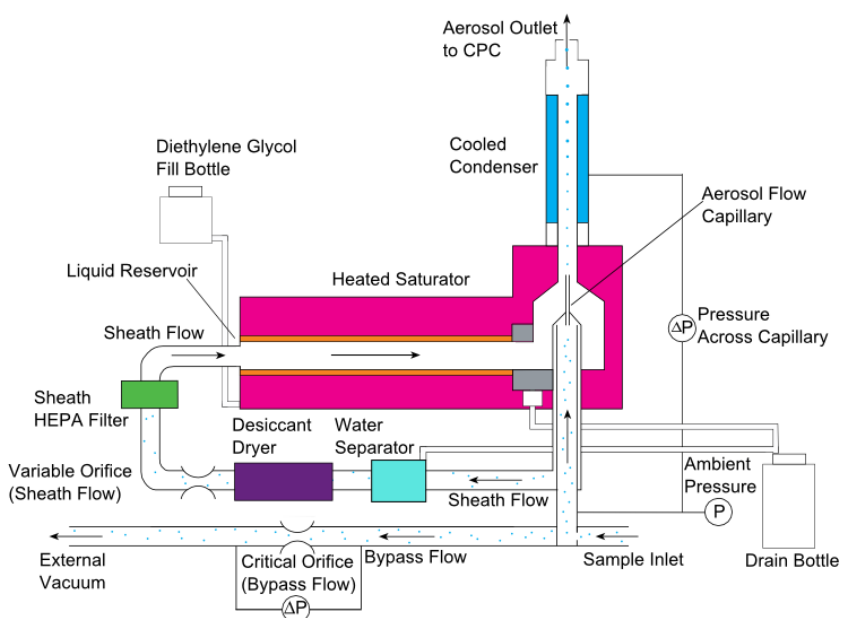 Aerosol Outlet
to CPC
Diethylene Glycol
Fill Bottle
Cooled
Condenser
Aerosol Flow
Capillary
Liquid Reservoir
Heated Saturator
Sheath Flow
ΔP
Pressure
Across Capillary
Sheath
HEPA Filter
Desiccant
Dryer
Water
Separator
Variable Orifice
(Sheath Flow)
Sheath Flow
Ambient
Pressure
P
External
Vacuum
Critical Orifice
(Bypass Flow)
Bypass Flow
Sample Inlet
Drain Bottle
ΔP